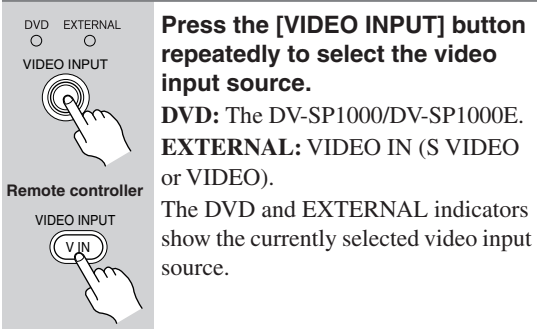 DVD EXTERNAL
VIDEO INPUT
Remote controller
VIDEO INPUT
V IN
Press the [VIDEO INPUT] button
repeatedly to select the video
input source.
DVD: The DV-SP1000/DV-SP1000E.
EXTERNAL: VIDEO IN (S VIDEO
or VIDEO).
The DVD and EXTERNAL indicators
show the currently selected video input
source.